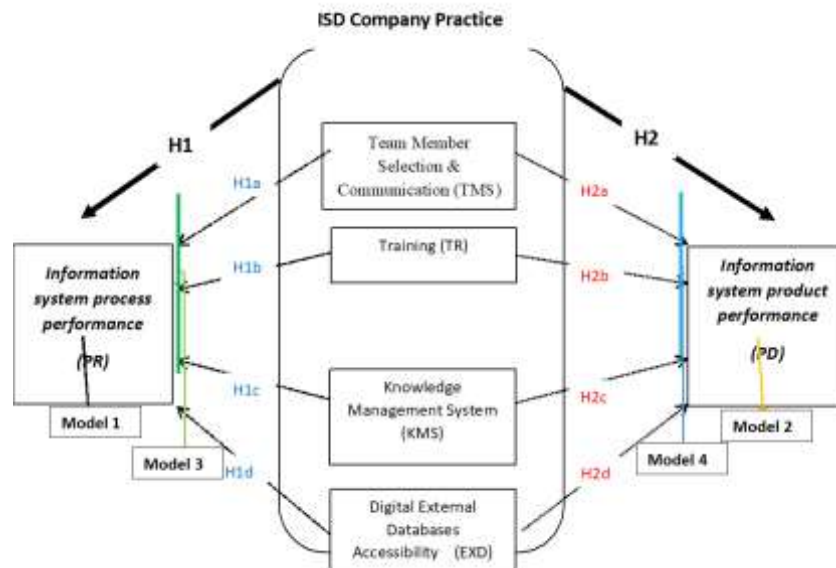 ISD Company Practice
H1
H2
Team Member
Selection &
Communication (TMS)
H1a
H2a
Training (TR)
H1b
H2b
Information
system process
performance
(PR)
Information
system product
performance
(PD)
H1c
H2c
Knowledge
Management System
(KMS)
Model 1
Model 2
Model 3
Model 4
H1d
H2d
Digital External
Databases
Accessibility (EXD)